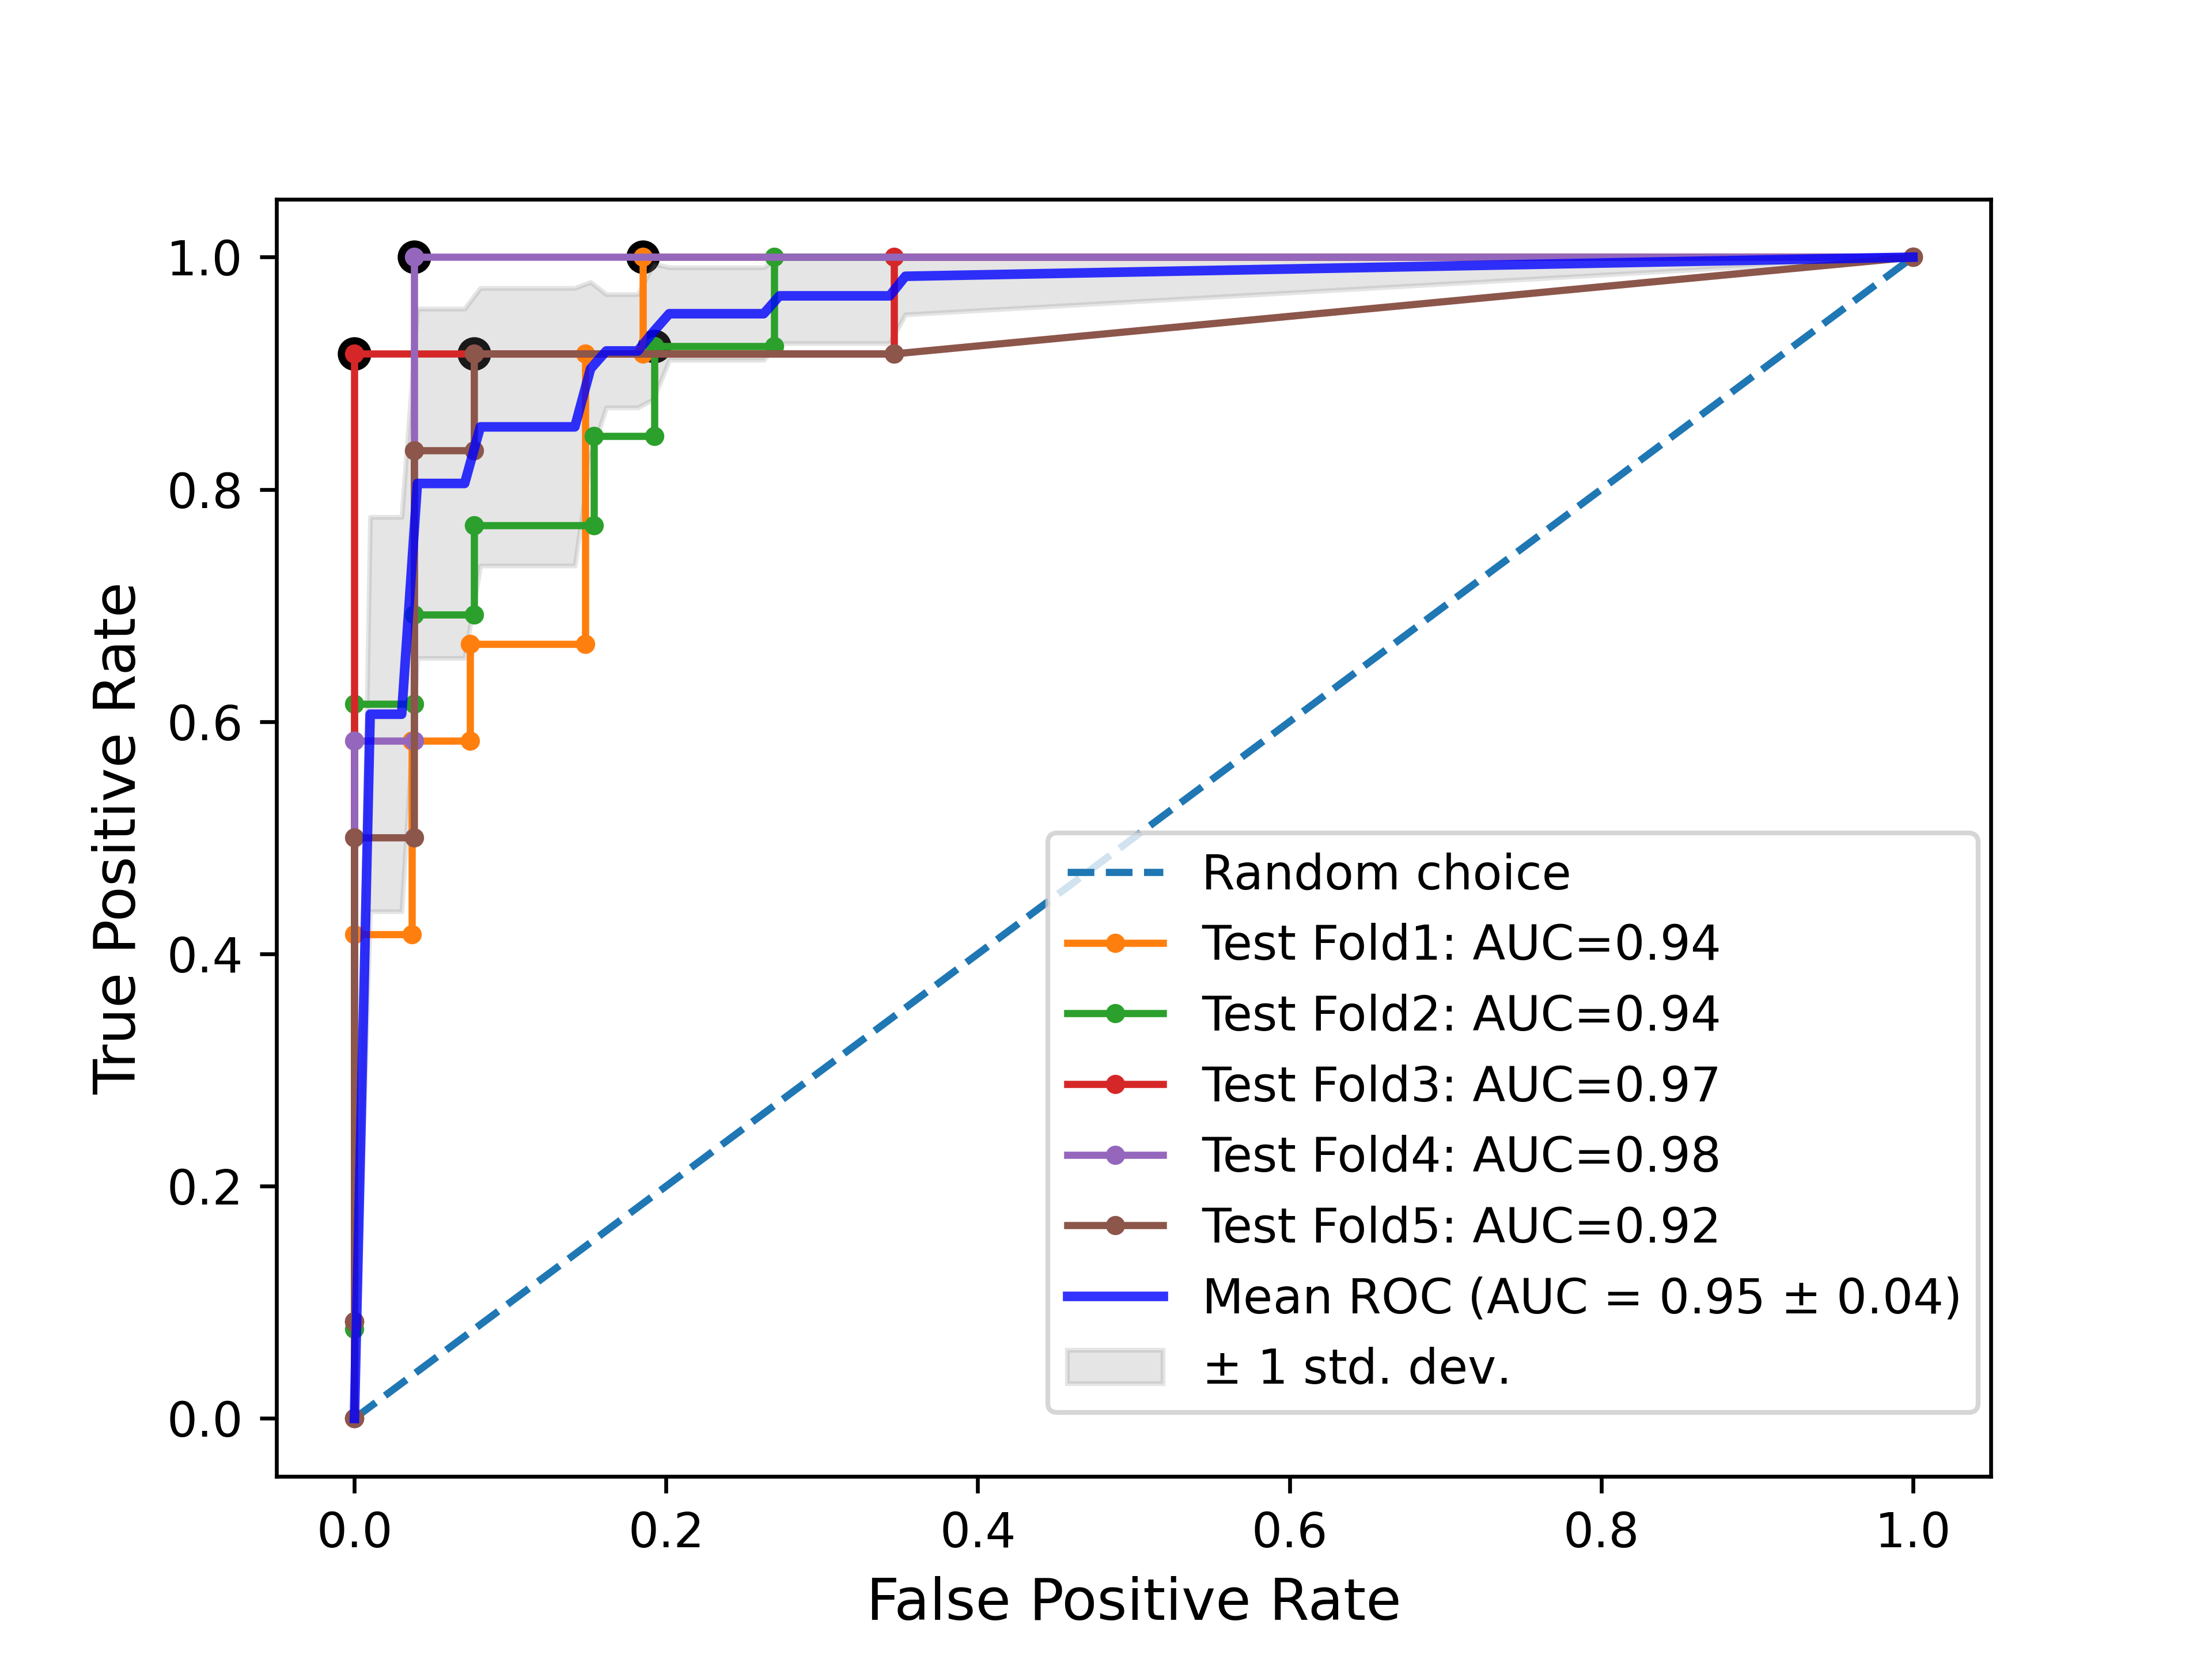 1.0
0.8
0.6
0.4
0.2
0.0
True Positive Rate
Random choice
Test Fold1: AUC=0.94
Test Fold2: AUC=0.94
Test Fold3: AUC=0.97
Test Fold4: AUC=0.98
Test Fold5: AUC=0.92
Mean ROC (AUC = 0.95 ± 0.04)
± 1 std. dev.
0.0 0.2 0.4 0.6 0.8 1.0
False Positive Rate